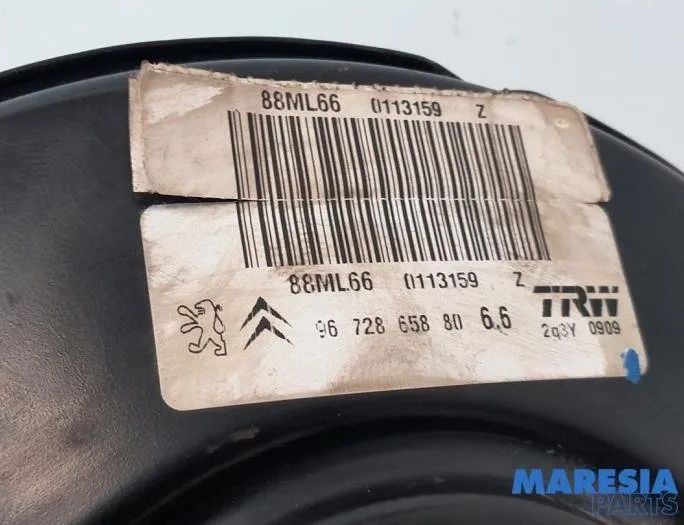 88ML66 0113159 Z
88ML66 0113159 Z
TRW
96 728 658 80 6.6 2q3Y 0909
MARESIA
PARTS